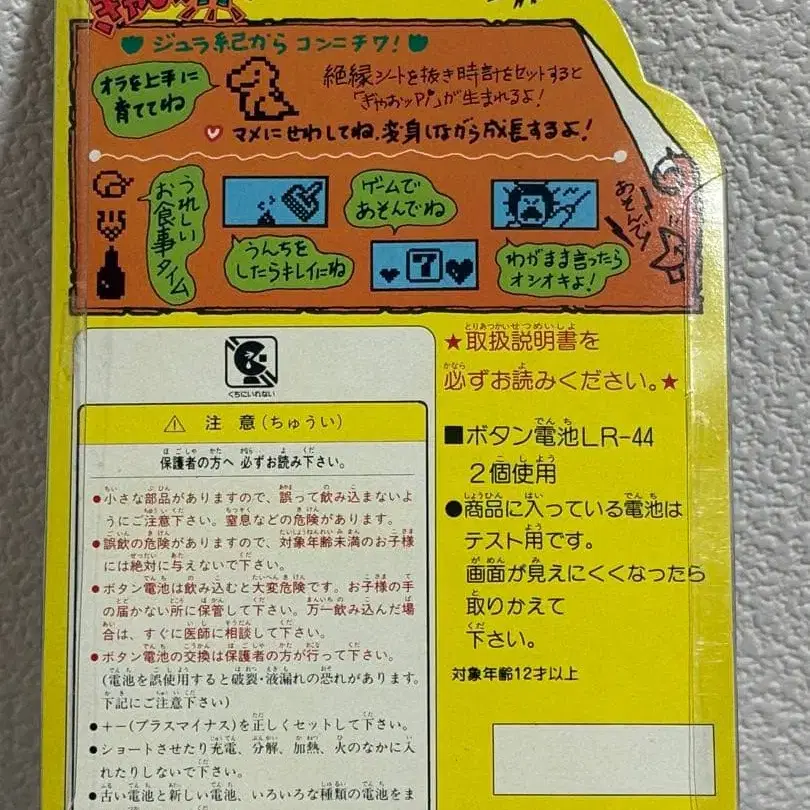 ジュラ紀から コンニチワ!
オラを上手に
育ててね
絶縁シートを抜き時計をセットすると
「ぎゃおッPi」が生まれるよ!
マメにせわしてね、変身しながら成長するよ!
うれしい
お食事タイム
うんちを
したらキレイにね
ゲームで
あそんでね
7
わがまま言ったら
オシオキよ!
あそんで
くちにいれない
⚠ 注意(ちゅうい)
保護者の方へ 必ずお読み下さい。
●小さな部品がありますので、誤って飲み込まないよ
うにご注意下さい。窒息などの危険があります。
●誤飲の危険がありますので、対象年齢未満のお子様
には絶対に与えないで下さい。
●ボタン電池は飲み込むと大変危険です。お子様の手
の届かない所に保管して下さい。万一飲み込んだ場
合は、すぐに医師に相談して下さい。
●ボタン電池の交換は保護者の方が行って下さい。
(電池を誤使用すると破裂・液漏れの恐れがあります。
下記にご注意下さい)
●+−(プラスマイナス)を正しくセットして下さい。
●ショートさせたり充電、分解、加熱、火のなかに入
れたりしないで下さい。
●古い電池と新しい電池、いろいろな種類の電池をま
★取扱説明書を
とりあつかいせつめいしょ
必ずお読みください。★
■ボタン電池LR-44
2個使用
●商品に入っている電池は
テスト用です。
画面が見えにくくなったら
取りかえて
下さい。
対象年齢12才以上